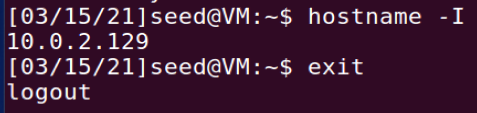 [03/15/21]seed@VM:~$ hostname -I
10.0.2.129
[03/15/21]seed@VM:~$ exit
logout